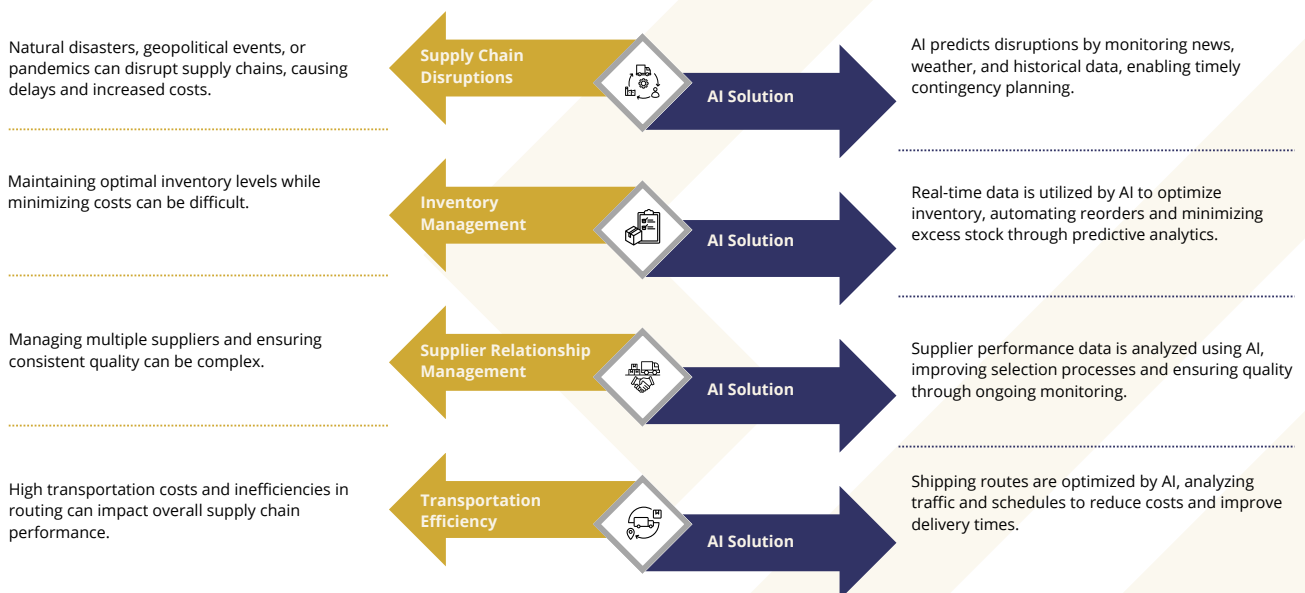 Natural disasters, geopolitical events, or
pandemics can disrupt supply chains, causing
delays and increased costs.
Supply Chain
Disruptions
AI Solution
AI predicts disruptions by monitoring news,
weather, and historical data, enabling timely
contingency planning.
Maintaining optimal inventory levels while
minimizing costs can be difficult.
Inventory
Management
AI Solution
Real-time data is utilized by AI to optimize
inventory, automating reorders and minimizing
excess stock through predictive analytics.
Managing multiple suppliers and ensuring
consistent quality can be complex.
Supplier Relationship
Management
AI Solution
Supplier performance data is analyzed using AI,
improving selection processes and ensuring quality
through ongoing monitoring.
High transportation costs and inefficiencies in
routing can impact overall supply chain
performance.
Transportation
Efficiency
AI Solution
Shipping routes are optimized by AI, analyzing
traffic and schedules to reduce costs and improve
delivery times.